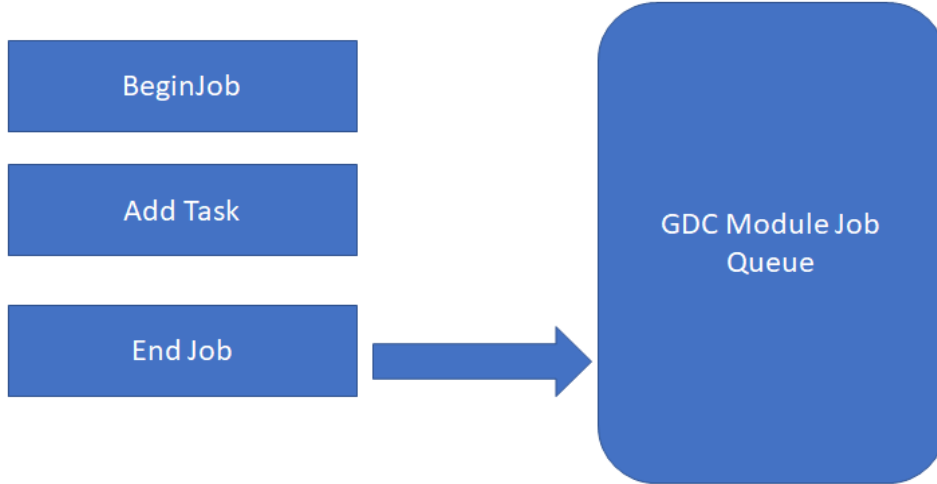 BeginJob
Add Task
End Job
GDC Module Job
Queue